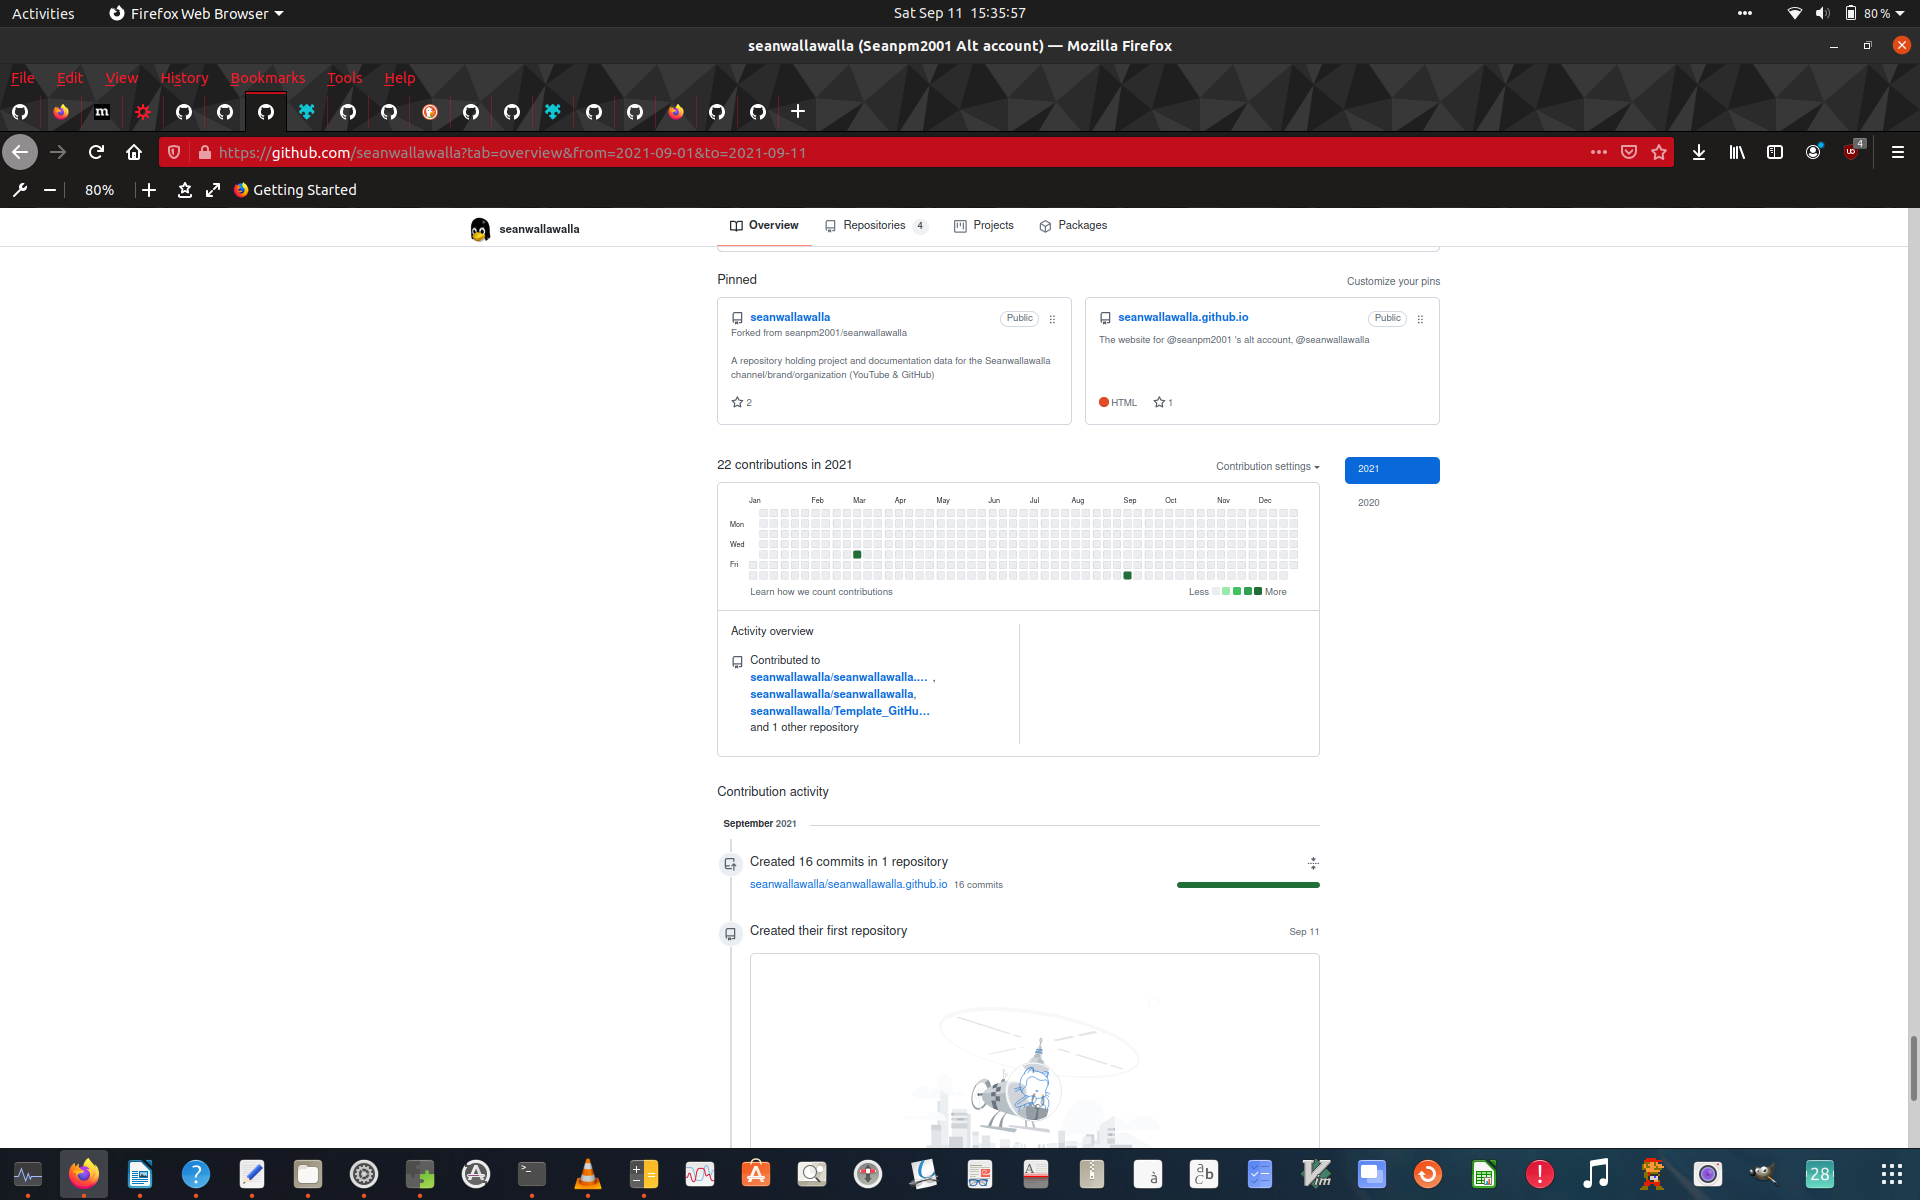 Activities
Firefox Web Browser
Sat Sep 11 15:35:57
80 %
seanwallawalla (Seanpm2001 Alt account) — Mozilla Firefox
File Edit View History Bookmarks Tools Help
https://github.com/seanwallawalla?tab=overview&from=2021-09-01&to=2021-09-11
4
80%
Getting Started
seanwallawalla
Overview
Repositories 4
Projects
Packages
Pinned
Customize your pins
seanwallawalla
Public
Forked from seanpm2001/seanwallawalla
A repository holding project and documentation data for the Seanwallawalla
channel/brand/organization (YouTube & GitHub)
2
seanwallawalla.github.io
Public
The website for @seanpm2001 's alt account, @seanwallawalla
HTML
1
22 contributions in 2021
Contribution settings
2021
2020
Jan Feb Mar Apr May Jun Jul Aug Sep Oct Nov Dec
Mon
Wed
Fri
Learn how we count contributions
Less
More
Activity overview
Contributed to
seanwallawalla/seanwallawalla.… ,
seanwallawalla/seanwallawalla,
seanwallawalla/Template_GitHu…
and 1 other repository
Contribution activity
September 2021
Created 16 commits in 1 repository
seanwallawalla/seanwallawalla.github.io 16 commits
Created their first repository
Sep 11
28